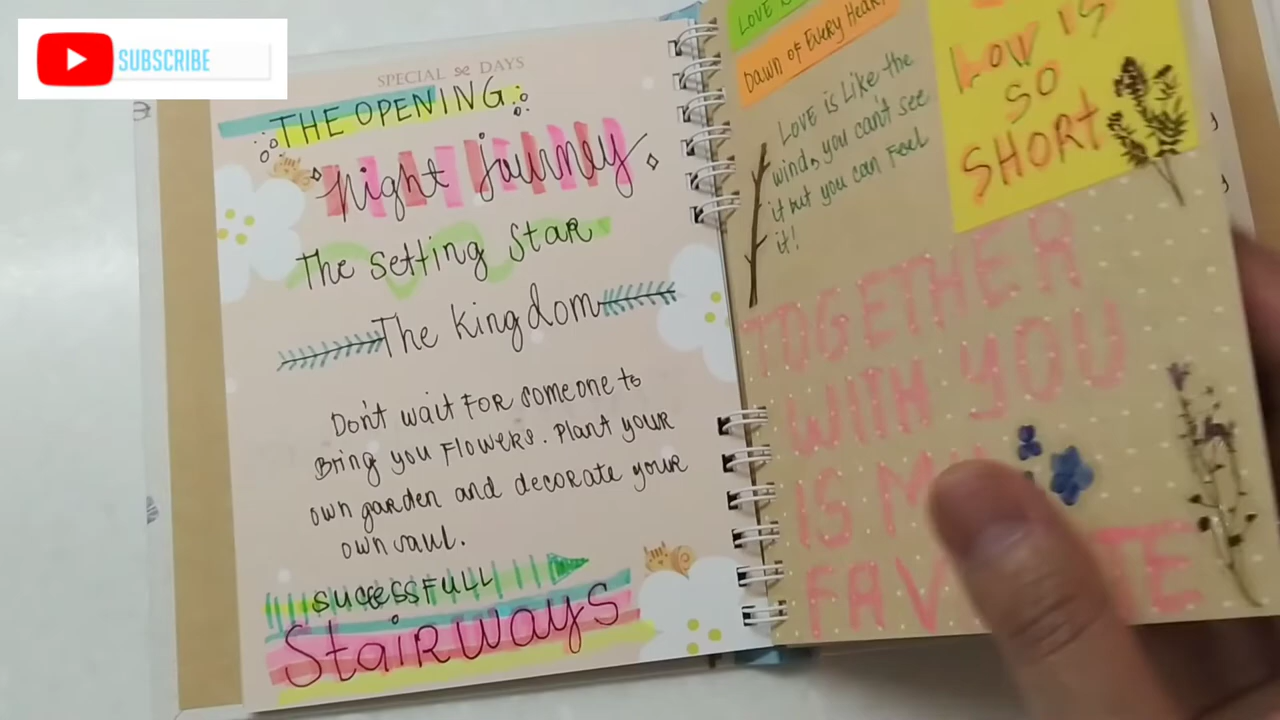 SUBSCRIBE
SPECIAL DAYS
THE OPENING
Night Journey
The Setting StaR
The Kingdom
Don't wait FOR someone to
Bring you Flowers. Plant your
own garden and decorate your
own saul.
SUCCESSFULL
Stairways
LOVE
Dawn of Every Heart
LOVE is Like the
wind, you can't see
it but you can Feel
it!
IS
SO
SHORT
TOGETHER
WITH YOU
IS